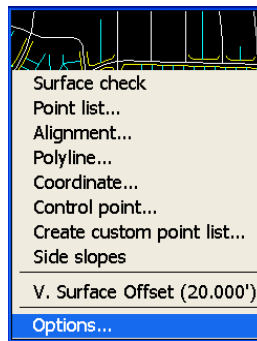 Surface check
Point list...
Alignment...
Polyline...
Coordinate...
Control point...
Create custom point list...
Side slopes
V. Surface Offset (20.000')
Options...